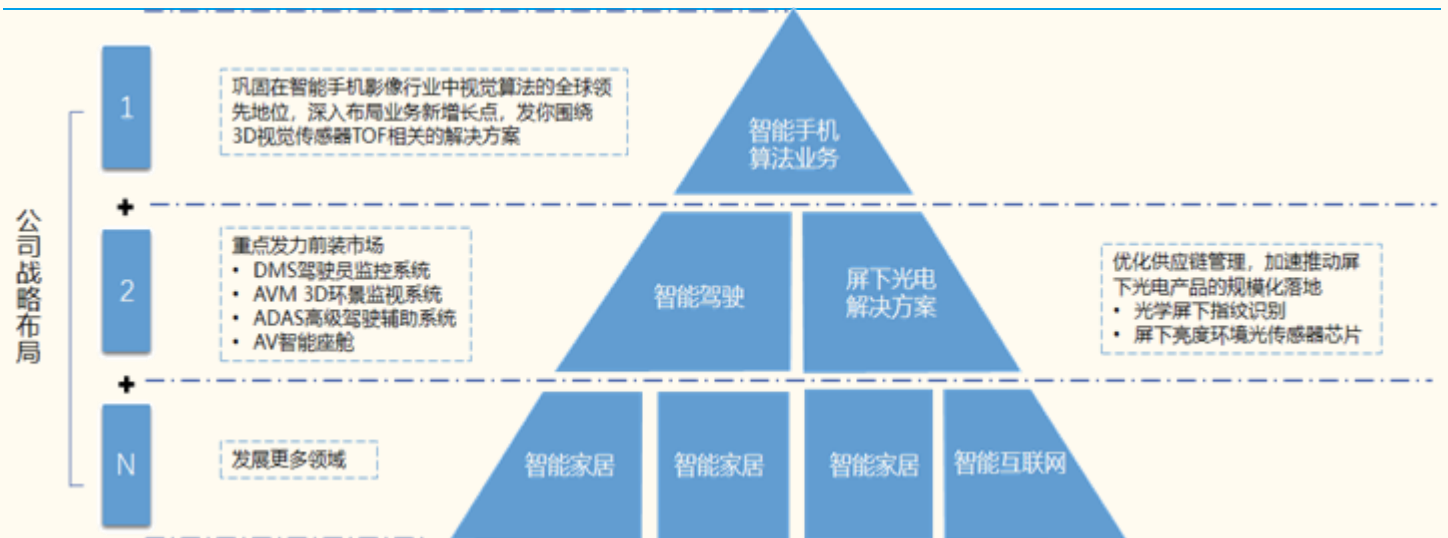 公司战略布局
1
巩固在智能手机影像行业中视觉算法的全球领
先地位，深入布局业务新增长点，发你围绕
3D视觉传感器TOF相关的解决方案
智能手机
算法业务
+
2
重点发力前装市场
• DMS驾驶员监控系统
• AVM 3D环景监视系统
• ADAS高级驾驶辅助系统
• AV智能座舱
智能驾驶
屏下光电
解决方案
优化供应链管理，加速推动屏
下光电产品的规模化落地
• 光学屏下指纹识别
• 屏下亮度环境光传感器芯片
+
N
发展更多领域
智能家居
智能家居
智能家居
智能互联网